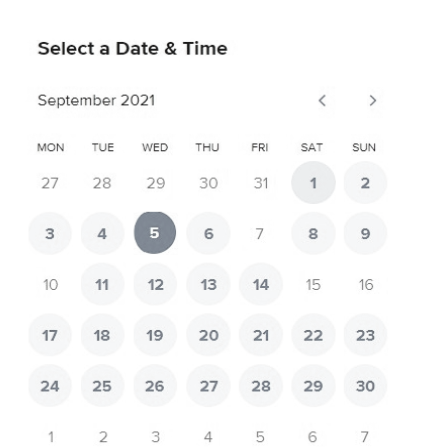 Select a Date & Time
September 2021
MON TUE WED THU FRI SAT SUN
27 28 29 30 31 1 2
3 4 5 6 7 8 9
10 11 12 13 14 15 16
17 18 19 20 21 22 23
24 25 26 27 28 29 30
1 2 3 4 5 6 7